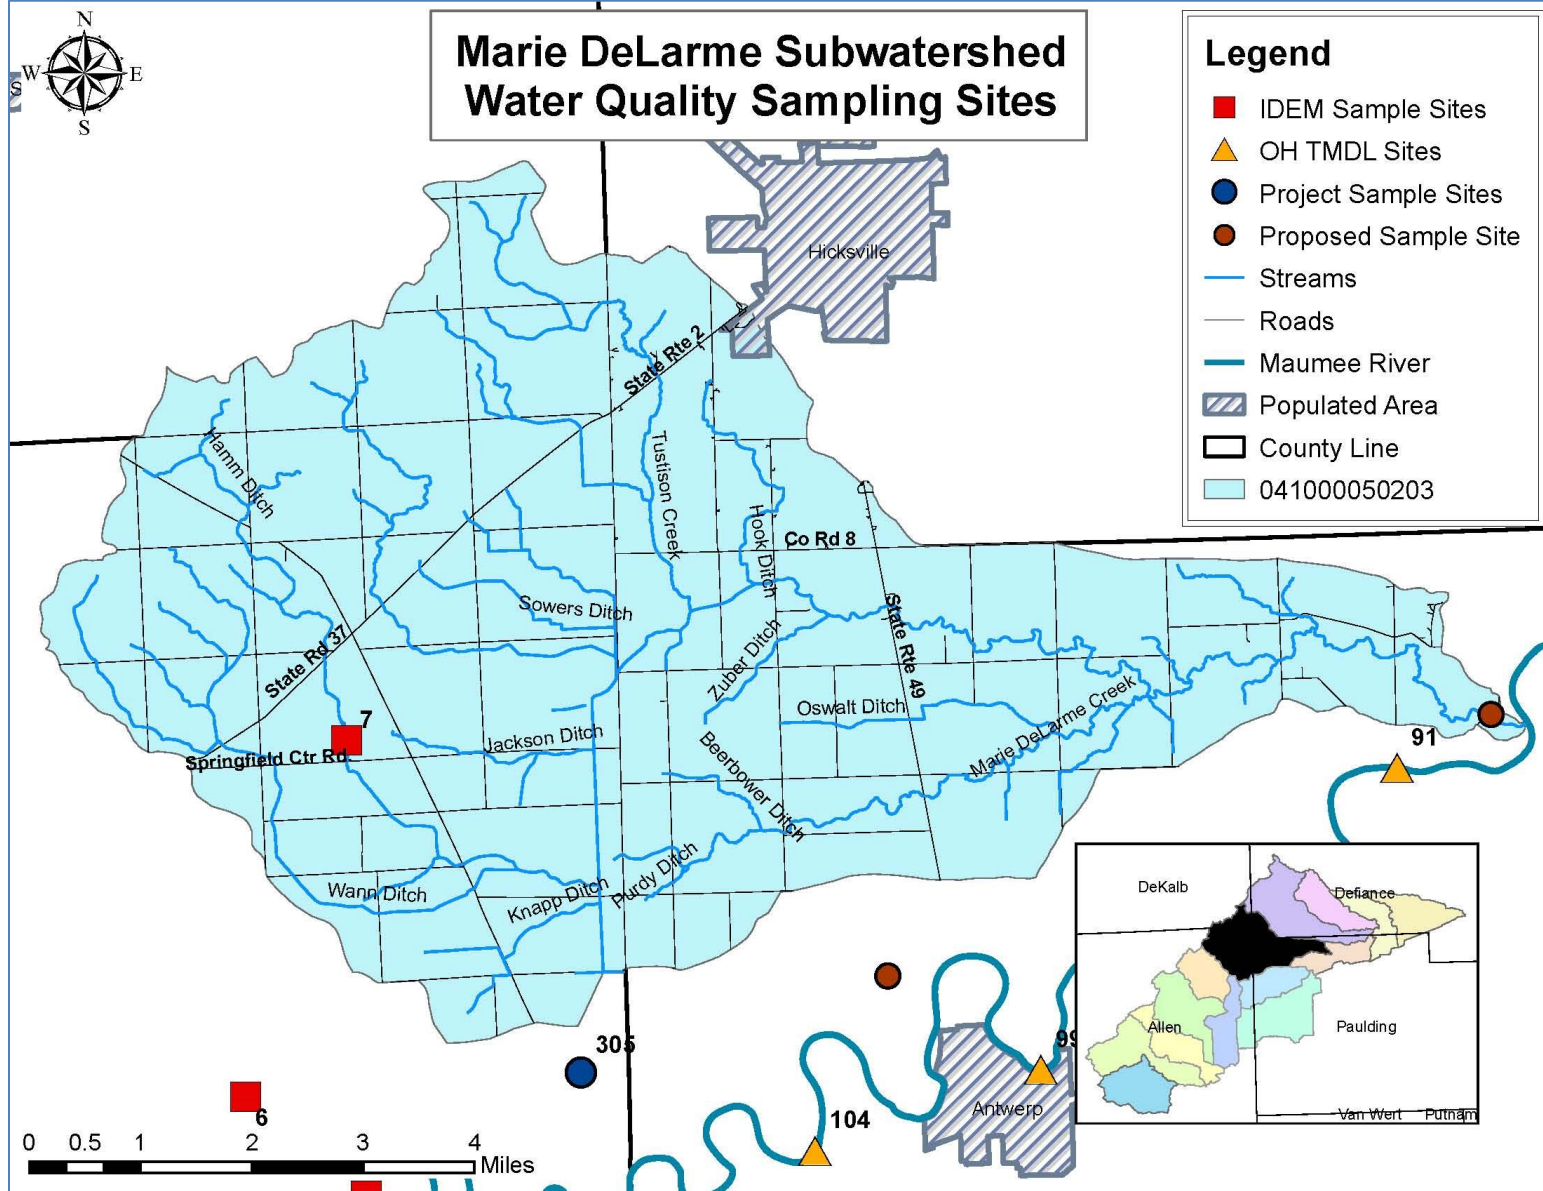 Marie DeLarme Subwatershed
Water Quality Sampling Sites
N
W
E
S
S
Legend
IDEM Sample Sites
OH TMDL Sites
Project Sample Sites
Proposed Sample Site
Streams
Roads
Maumee River
Populated Area
County Line
041000050203
Hicksville
State Rte 2
Hamm Ditch
Tustison Creek
Hook Ditch
Co Rd 8
Sowers Ditch
State Rte 49
State Rd 37
Zuber Ditch
7
Oswalt Ditch
Marie DeLarme Creek
Jackson Ditch
Springfield Ctr Rd
Beerbower Ditch
91
Wann Ditch
Knapp Ditch
Purdy Ditch
305
99
6
104
Antwerp
DeKalb
Defiance
Allen
Paulding
Van Wert
Putnam
0 0.5 1 2 3 4
Miles